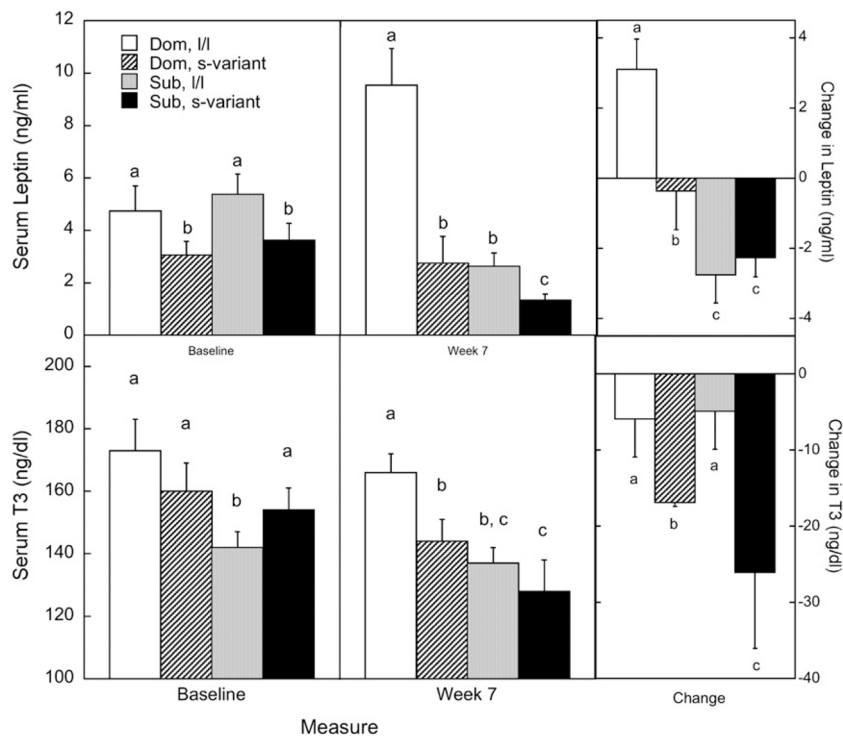 12
10
8
6
4
2
0
Serum Leptin (ng/ml)
Dom, l/l
Dom, s-variant
Sub, l/l
Sub, s-variant
a
b
a
b
Baseline
a
b
b
c
Week 7
a
b
c
c
4
2
0
-2
-4
Change in Leptin (ng/ml)
200
180
160
140
120
100
Serum T3 (ng/dl)
a
a
b
a
Baseline
a
b
b, c
c
Week 7
a
b
a
c
0
-10
-20
-30
-40
Change in T3 (ng/dl)
Change
Measure